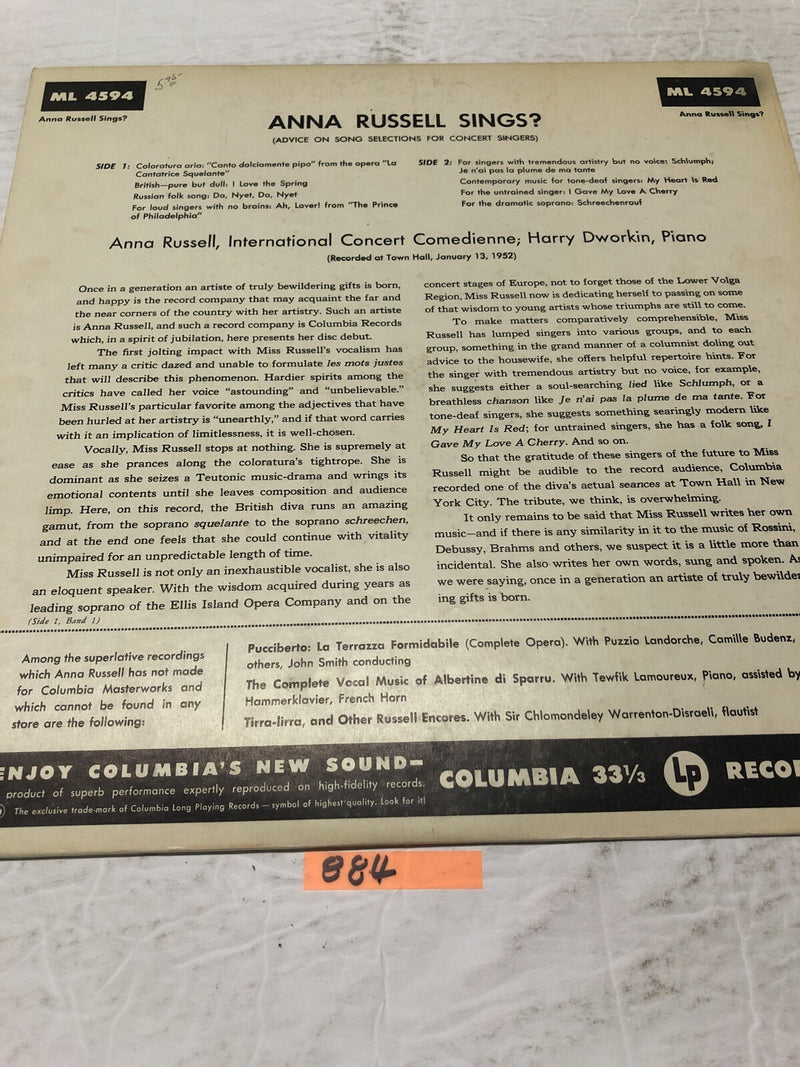 ML 4594
5 95
Anna Russell Sings?
ML 4594
Anna Russell Sings?
ANNA RUSSELL SINGS?
(ADVICE ON SONG SELECTIONS FOR CONCERT SINGERS)
SIDE 1: Coloratura aria: "Canto dolciamente pipo" from the opera "La
Cantatrice Squelante"
British—pure but dull: I Love the Spring
Russian folk song: Da, Nyet, Da, Nyet
For loud singers with no brains: Ah, Lover! from "The Prince
of Philadelphia"
SIDE 2: For singers with tremendous artistry but no voice: Schlumph;
Je n'ai pas la plume de ma tante
Contemporary music for tone-deaf singers: My Heart Is Red
For the untrained singer: I Gave My Love A Cherry
For the dramatic soprano: Schreechenrauf
Anna Russell, International Concert Comedienne; Harry Dworkin, Piano
(Recorded at Town Hall, January 13, 1952)
Once in a generation an artiste of truly bewildering gifts is born,
and happy is the record company that may acquaint the far and
the near corners of the country with her artistry. Such an artiste
is Anna Russell, and such a record company is Columbia Records
which, in a spirit of jubilation, here presents her disc debut.
The first jolting impact with Miss Russell's vocalism has
left many a critic dazed and unable to formulate les mots justes
that will describe this phenomenon. Hardier spirits among the
critics have called her voice "astounding" and "unbelievable."
Miss Russell's particular favorite among the adjectives that have
been hurled at her artistry is "unearthly," and if that word carries
with it an implication of limitlessness, it is well-chosen.
Vocally, Miss Russell stops at nothing. She is supremely at
ease as she prances along the coloratura's tightrope. She is
dominant as she seizes a Teutonic music-drama and wrings its
emotional contents until she leaves composition and audience
limp. Here, on this record, the British diva runs an amazing
gamut, from the soprano squelante to the soprano schreechen,
and at the end one feels that she could continue with vitality
unimpaired for an unpredictable length of time.
Miss Russell is not only an inexhaustible vocalist, she is also
an eloquent speaker. With the wisdom acquired during years as
leading soprano of the Ellis Island Opera Company and on the
(Side 1, Band 1)
concert stages of Europe, not to forget those of the Lower Volga
Region, Miss Russell now is dedicating herself to passing on some
of that wisdom to young artists whose triumphs are still to come.
To make matters comparatively comprehensible, Miss
Russell has lumped singers into various groups, and to each
group, something in the grand manner of a columnist doling out
advice to the housewife, she offers helpful repertoire hints. For
the singer with tremendous artistry but no voice, for example,
she suggests either a soul-searching lied like Schlumph, or a
breathless chanson like Je n'ai pas la plume de ma tante. For
tone-deaf singers, she suggests something searingly modern like
My Heart Is Red; for untrained singers, she has a folk song, I
Gave My Love A Cherry. And so on.
So that the gratitude of these singers of the future to Miss
Russell might be audible to the record audience, Columbia
recorded one of the diva's actual seances at Town Hall in New
York City. The tribute, we think, is overwhelming.
It only remains to be said that Miss Russell writes her own
music—and if there is any similarity in it to the music of Rossini,
Debussy, Brahms and others, we suspect it is a little more than
incidental. She also writes her own words, sung and spoken. As
we were saying, once in a generation an artiste of truly bewilder-
ing gifts is born.
Among the superlative recordings
which Anna Russell has not made
for Columbia Masterworks and
which cannot be found in any
store are the following:
Pucciberto: La Terrazza Formidabile (Complete Opera). With Puzzio Landorche, Camille Budenz,
others, John Smith conducting
The Complete Vocal Music of Albertine di Sparru. With Tewfik Lamoureux, Piano, assisted by
Hammerklavier, French Horn
Tirra-lirra, and Other Russell Encores. With Sir Chlomondeley Warrenton-Disraeli, flautist
ENJOY COLUMBIA'S NEW SOUND—
product of superb performance expertly reproduced on high-fidelity records.
The exclusive trade-mark of Columbia Long Playing Records — symbol of highest quality. Look for it!
COLUMBIA 33⅓ Lp RECOR
884